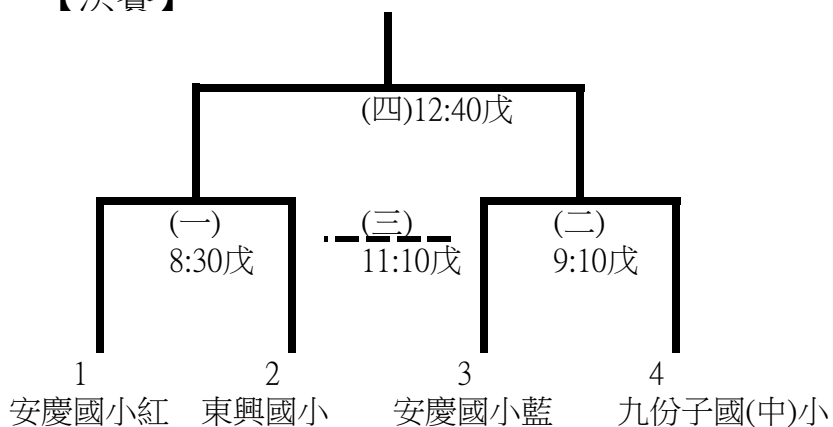 【決賽】
(四)12:40戊
(一) (三) (二)
8:30戊 11:10戊 9:10戊
1 2 3 4
安慶國小紅 東興國小 安慶國小藍 九份子國(中)小